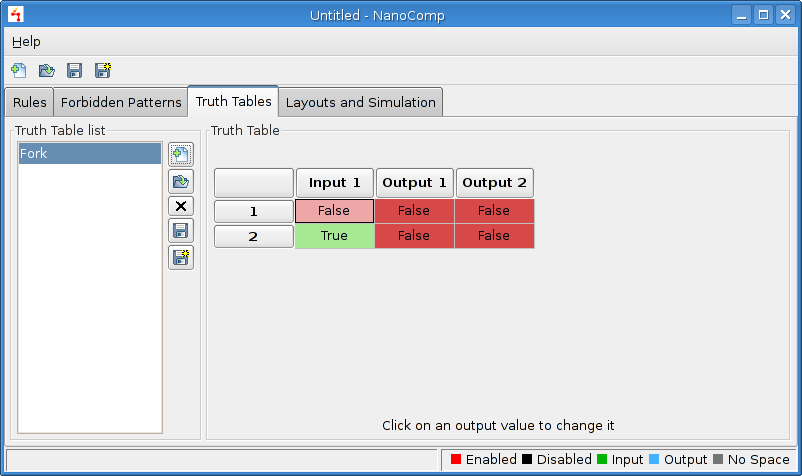 Untitled - NanoComp
Help
Rules Forbidden Patterns Truth Tables Layouts and Simulation
Truth Table list
Fork
Truth Table
Input 1 Output 1 Output 2
1 False False False
2 True False False
Click on an output value to change it
Enabled Disabled Input Output No Space